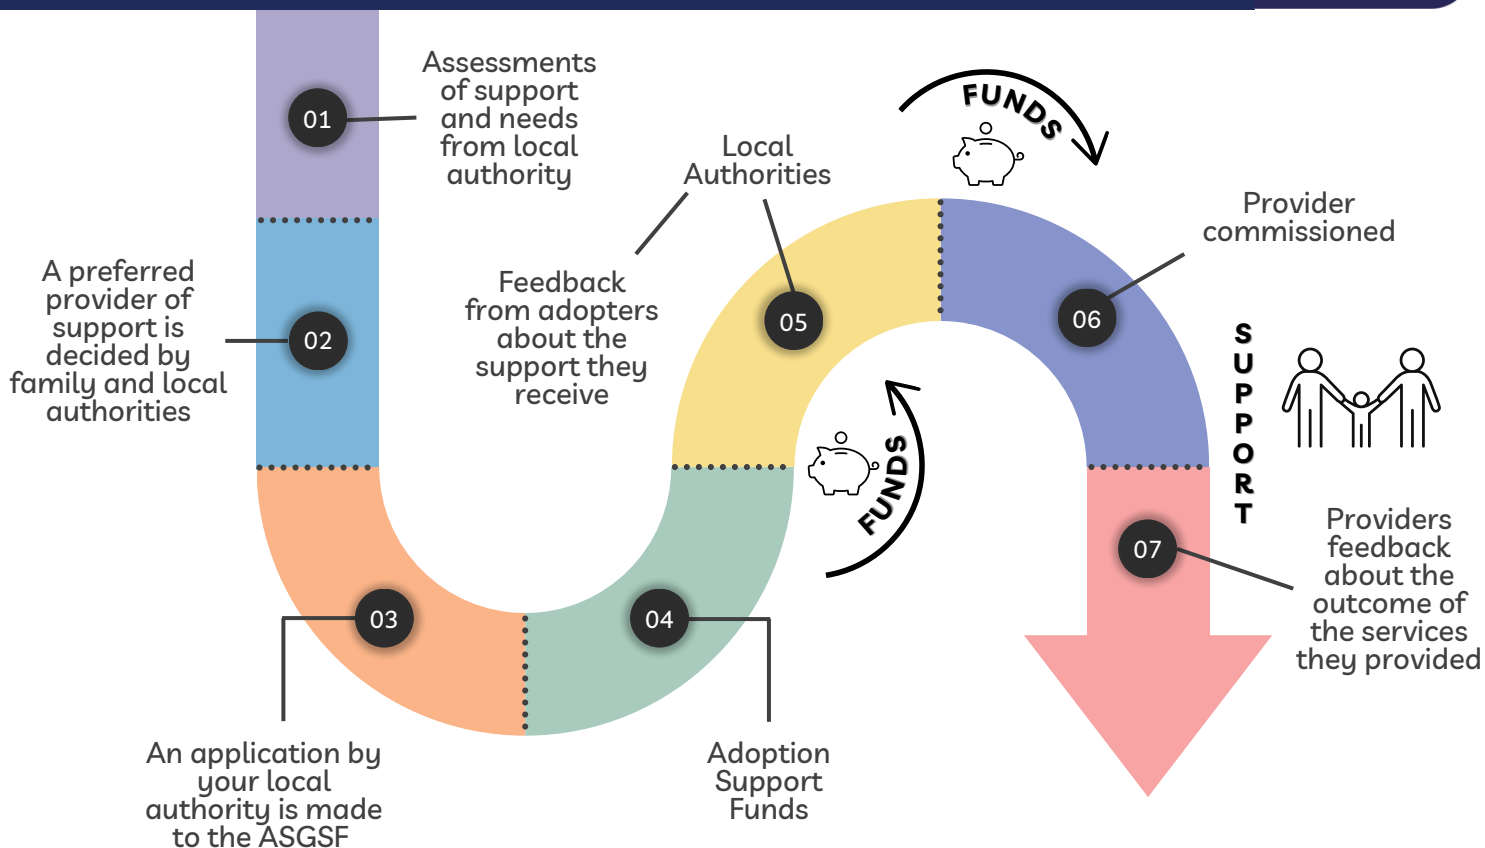 01
Assessments
of support
and needs
from local
authority
02
A preferred
provider of
support is
decided by
family and local
authorities
03
An application by
your local
authority is made
to the ASGSF
04
Adoption
Support
Funds
FUNDS
05
Local
Authorities
Feedback
from adopters
about the
support they
receive
FUNDS
06
Provider
commissioned
SUPPORT
07
Providers
feedback
about the
outcome of
the services
they provided